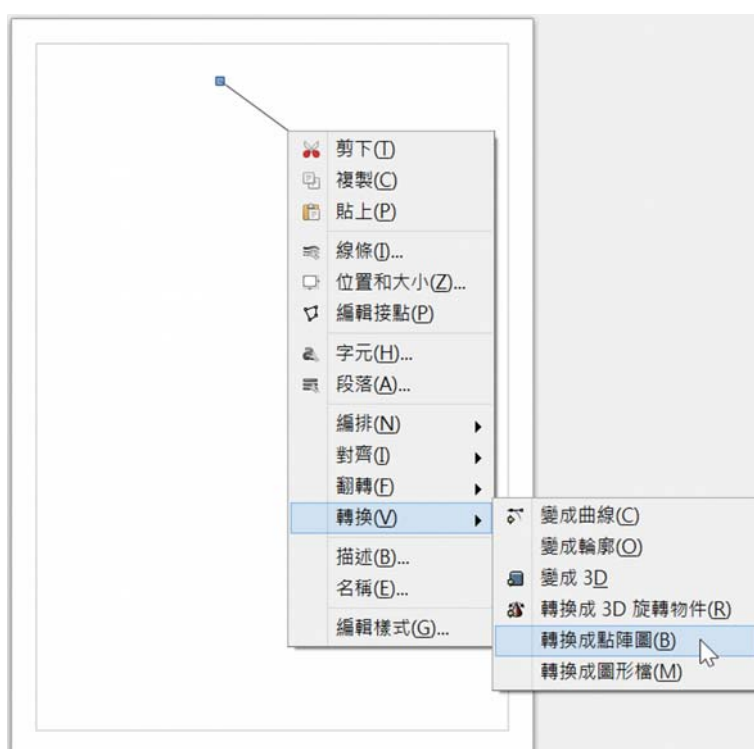 剪下(T)
複製(C)
貼上(P)
線條(I)...
位置和大小(Z)...
編輯接點(P)
字元(H)...
段落(A)...
編排(N)
對齊(I)
翻轉(F)
轉換(V)
描述(B)...
名稱(E)...
編輯樣式(G)...
變成曲線(C)
變成輪廓(O)
變成 3D
轉換成 3D 旋轉物件(R)
轉換成點陣圖(B)
轉換成圖形檔(M)